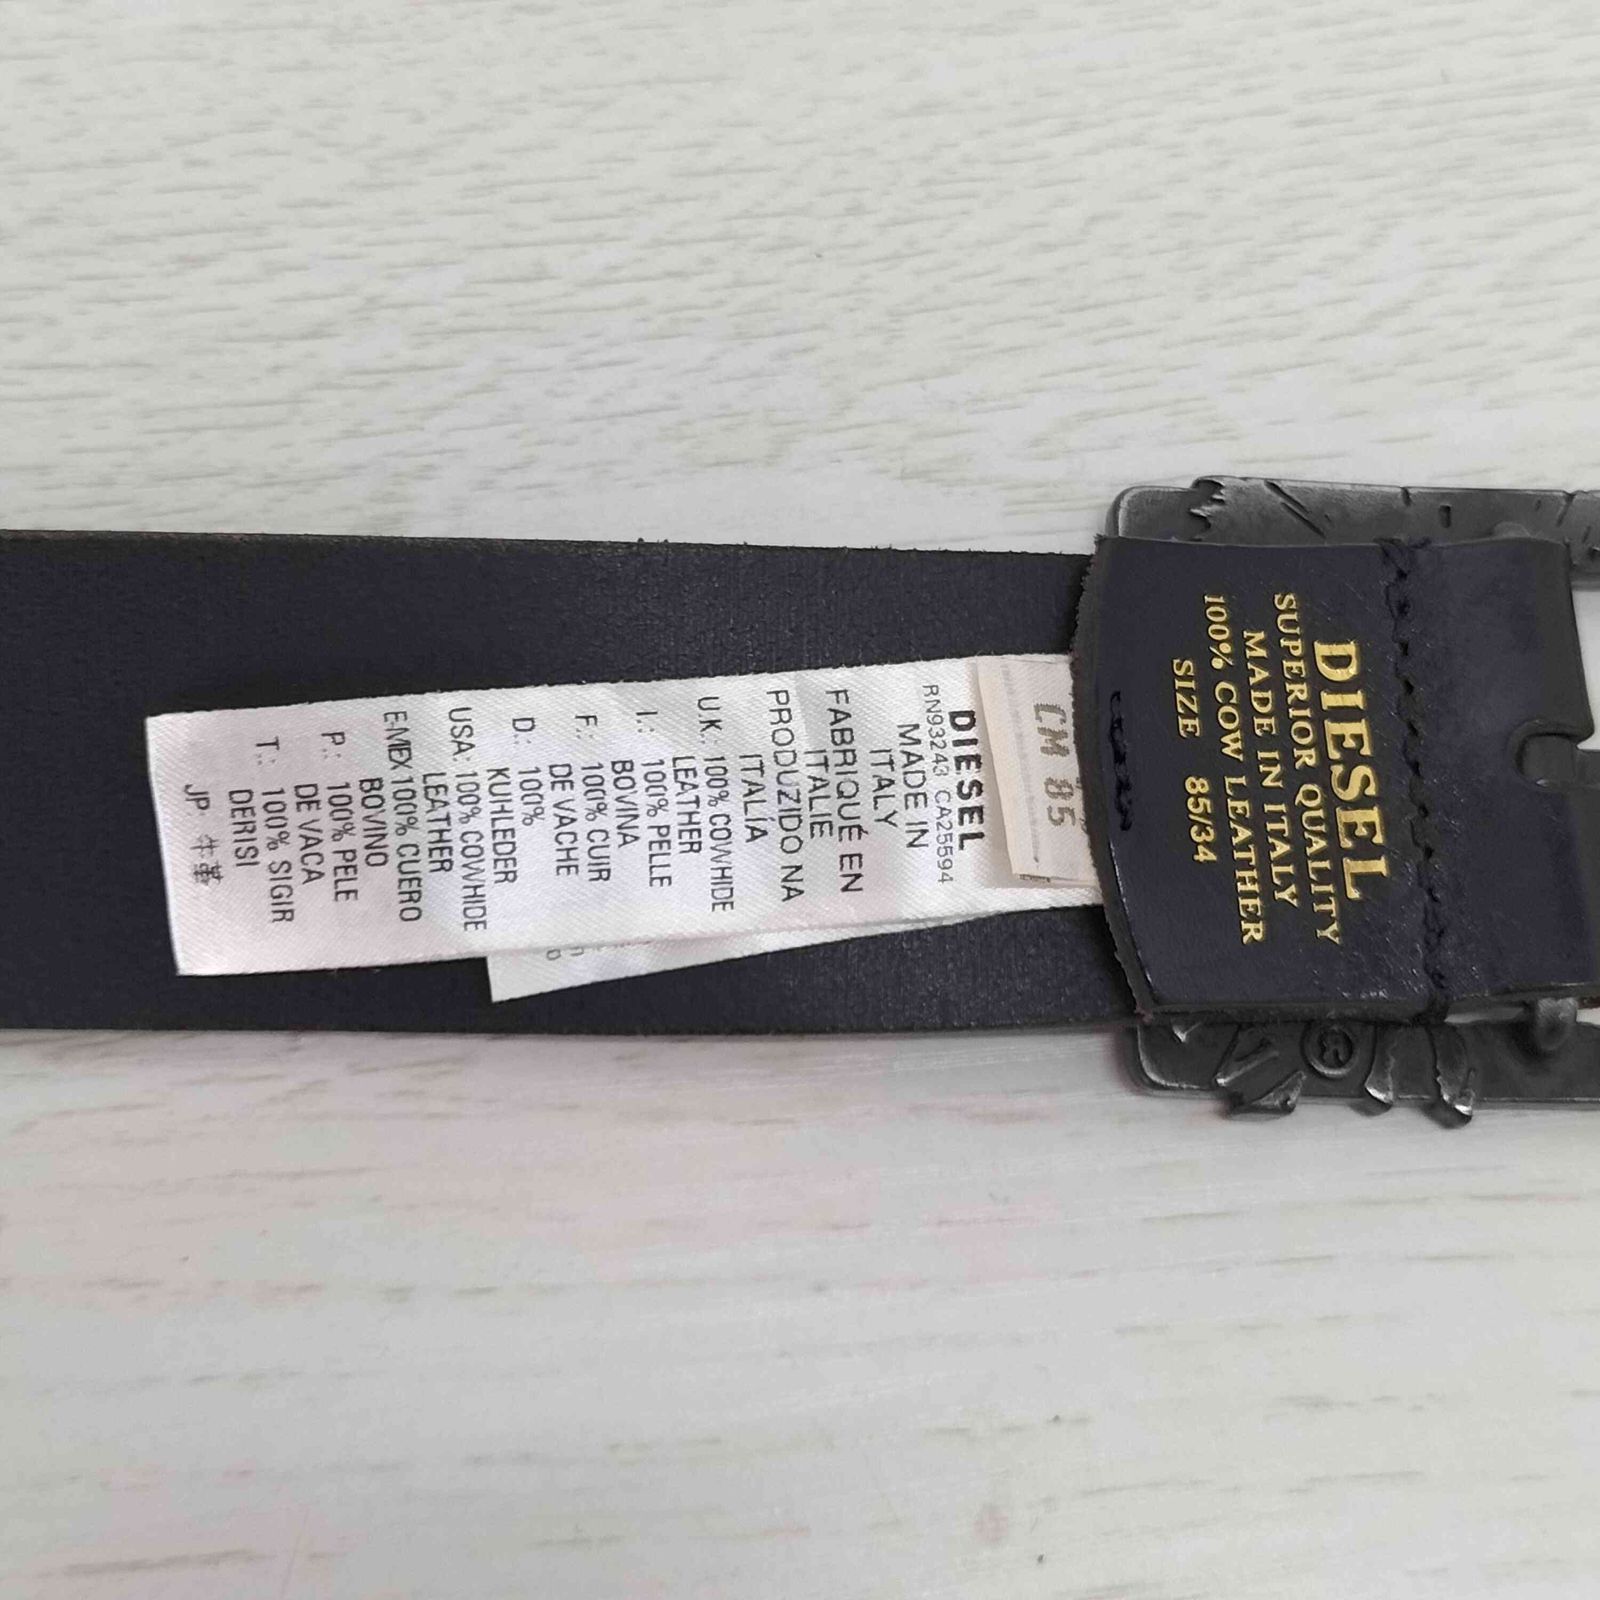 DIESEL
SUPERIOR QUALITY
MADE IN ITALY
100% COW LEATHER
SIZE 85/34
CM 85
DIESEL
RN93243 CA25594
MADE IN
ITALY
FABRIQUÉ EN
ITALIE
PRODUZIDO NA
ITALÍA
U.K.: 100% COWHIDE
LEATHER
I.: 100% PELLE
BOVINA
F.: 100% CUIR
DE VACHE
D.: 100%
KUHLEDER
USA: 100% COWHIDE
LEATHER
E-MEX 100% CUERO
BOVINO
P.: 100% PELE
DE VACA
T.: 100% SIGIR
DERISI
JP 牛革